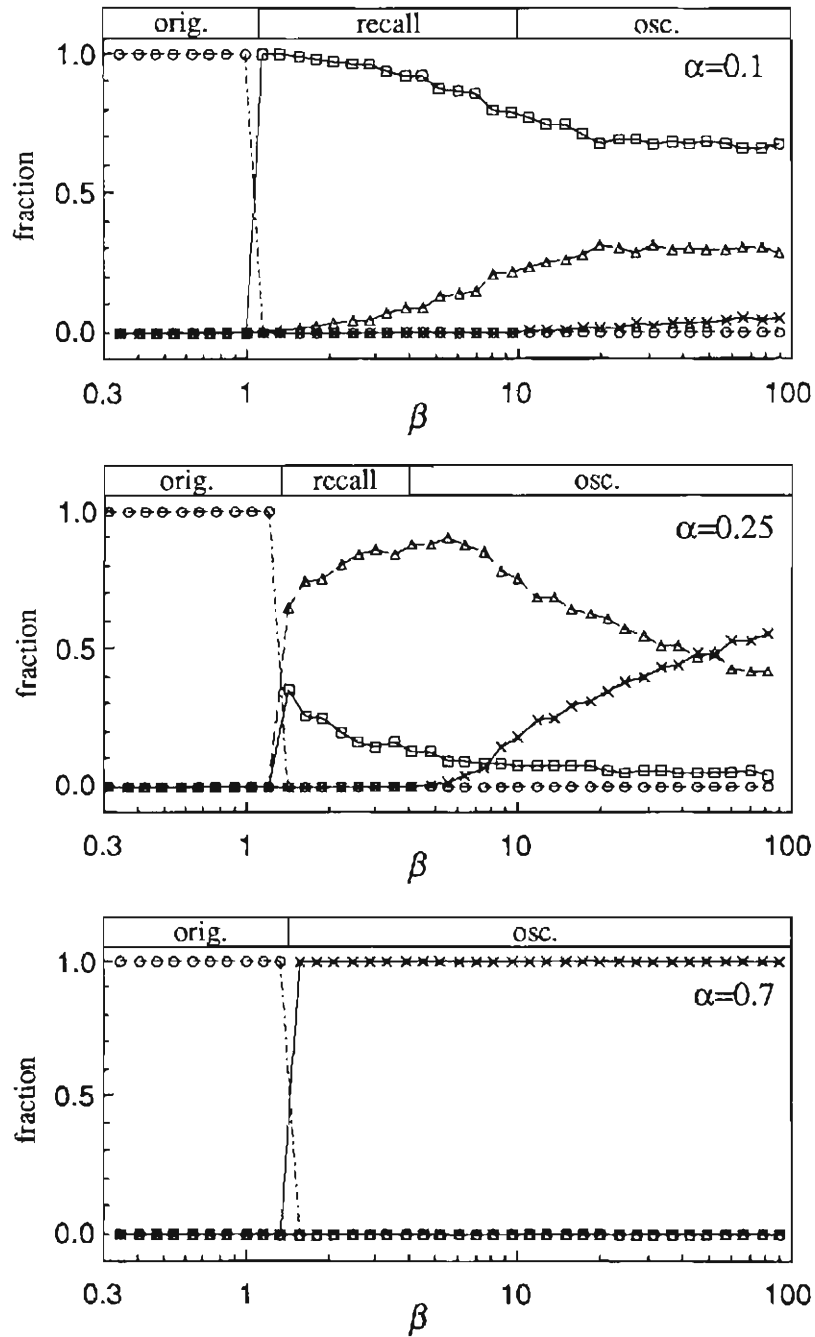 orig. recall osc.
α=0.1
1.0
0.5
0.0
fraction
0.3 1 10 100
β
orig. recall osc.
α=0.25
1.0
0.5
0.0
fraction
0.3 1 10 100
β
orig. osc.
α=0.7
1.0
0.5
0.0
fraction
0.3 1 10 100
β